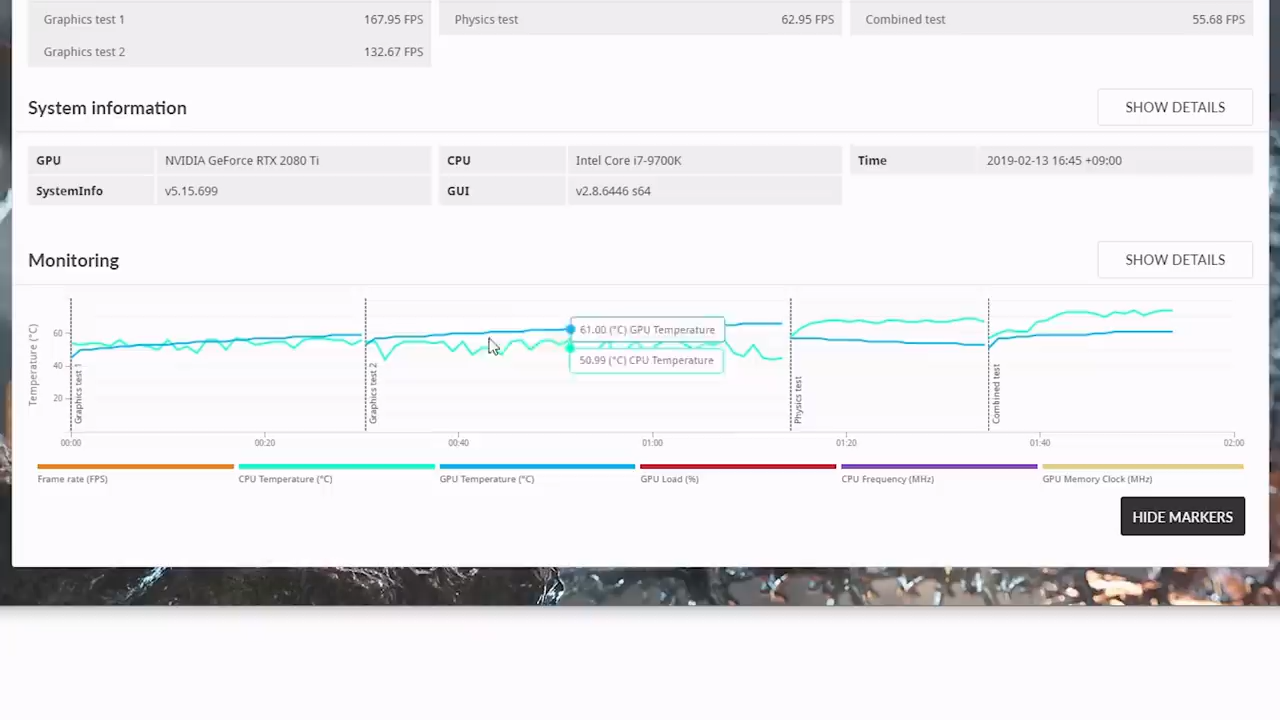 Graphics test 1 167.95 FPS Physics test 62.95 FPS Combined test 55.68 FPS
Graphics test 2 132.67 FPS
System information SHOW DETAILS
GPU NVIDIA GeForce RTX 2080 Ti CPU Intel Core i7-9700K Time 2019-02-13 16:45 +09:00
SystemInfo v5.15.699 GUI v2.8.6446 s64
Monitoring SHOW DETAILS
Temperature (°C)
60
40
20
61.00 (°C) GPU Temperature
50.99 (°C) CPU Temperature
Graphics test 1
Graphics test 2
Physics test
Combined test
00:00 00:20 00:40 01:00 01:20 01:40 02:00
Frame rate (FPS) CPU Temperature (°C) GPU Temperature (°C) GPU Load (%) CPU Frequency (MHz) GPU Memory Clock (MHz)
HIDE MARKERS